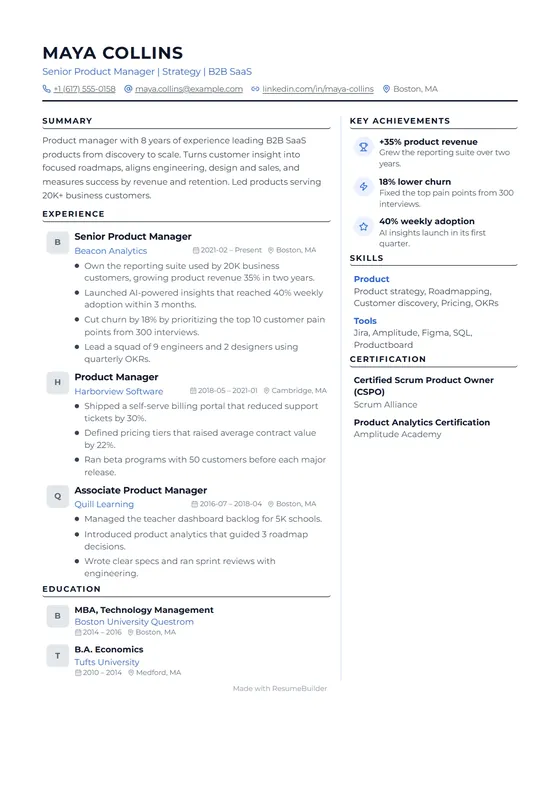 MAYA COLLINS
Senior Product Manager | Strategy | B2B SaaS
+1 (617) 555-0158 maya.collins@example.com linkedin.com/in/maya-collins Boston, MA
SUMMARY
Product manager with 8 years of experience leading B2B SaaS
products from discovery to scale. Turns customer insight into
focused roadmaps, aligns engineering, design and sales, and
measures success by revenue and retention. Led products serving
20K+ business customers.
EXPERIENCE
B
Senior Product Manager
Beacon Analytics 2021-02 – Present Boston, MA
• Own the reporting suite used by 20K business
customers, growing product revenue 35% in two years.
• Launched AI-powered insights that reached 40% weekly
adoption within 3 months.
• Cut churn by 18% by prioritizing the top 10 customer pain
points from 300 interviews.
• Lead a squad of 9 engineers and 2 designers using
quarterly OKRs.
H
Product Manager
Harborview Software 2018-05 – 2021-01 Cambridge, MA
• Shipped a self-serve billing portal that reduced support
tickets by 30%.
• Defined pricing tiers that raised average contract value
by 22%.
• Ran beta programs with 50 customers before each major
release.
Q
Associate Product Manager
Quill Learning 2016-07 – 2018-04 Boston, MA
• Managed the teacher dashboard backlog for 5K schools.
• Introduced product analytics that guided 3 roadmap
decisions.
• Wrote clear specs and ran sprint reviews with
engineering.
EDUCATION
B
MBA, Technology Management
Boston University Questrom
2014 – 2016 Boston, MA
T
B.A. Economics
Tufts University
2010 – 2014 Medford, MA
KEY ACHIEVEMENTS
+35% product revenue
Grew the reporting suite over two
years.
18% lower churn
Fixed the top pain points from 300
interviews.
40% weekly adoption
AI insights launch in its first
quarter.
SKILLS
Product
Product strategy, Roadmapping,
Customer discovery, Pricing, OKRs
Tools
Jira, Amplitude, Figma, SQL,
Productboard
CERTIFICATION
Certified Scrum Product Owner
(CSPO)
Scrum Alliance
Product Analytics Certification
Amplitude Academy
Made with ResumeBuilder